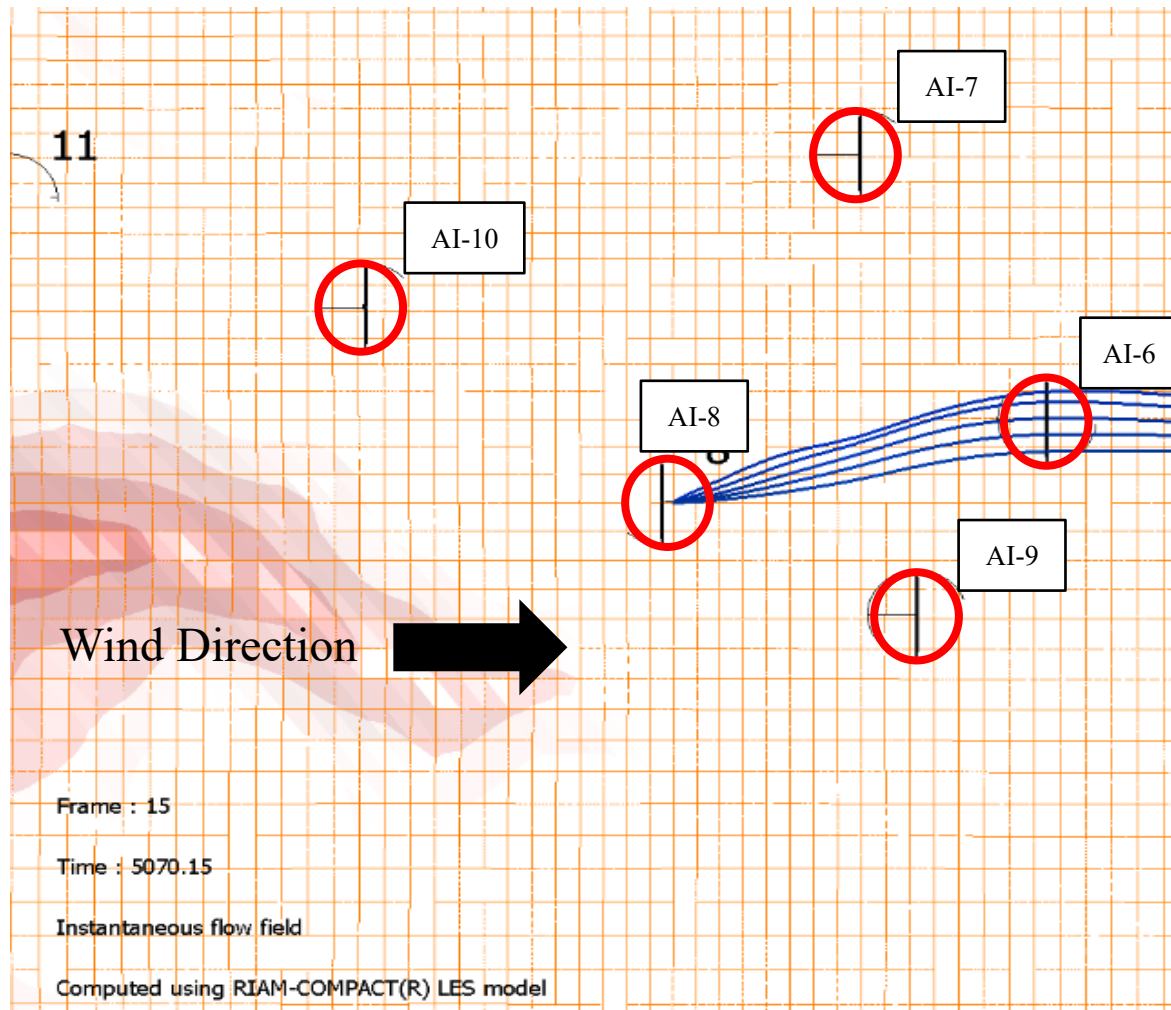 AI-7
11
AI-10
AI-6
AI-8
AI-9
Wind Direction
Frame : 15
Time : 5070.15
Instantaneous flow field
Computed using RIAM-COMPACT(R) LES model